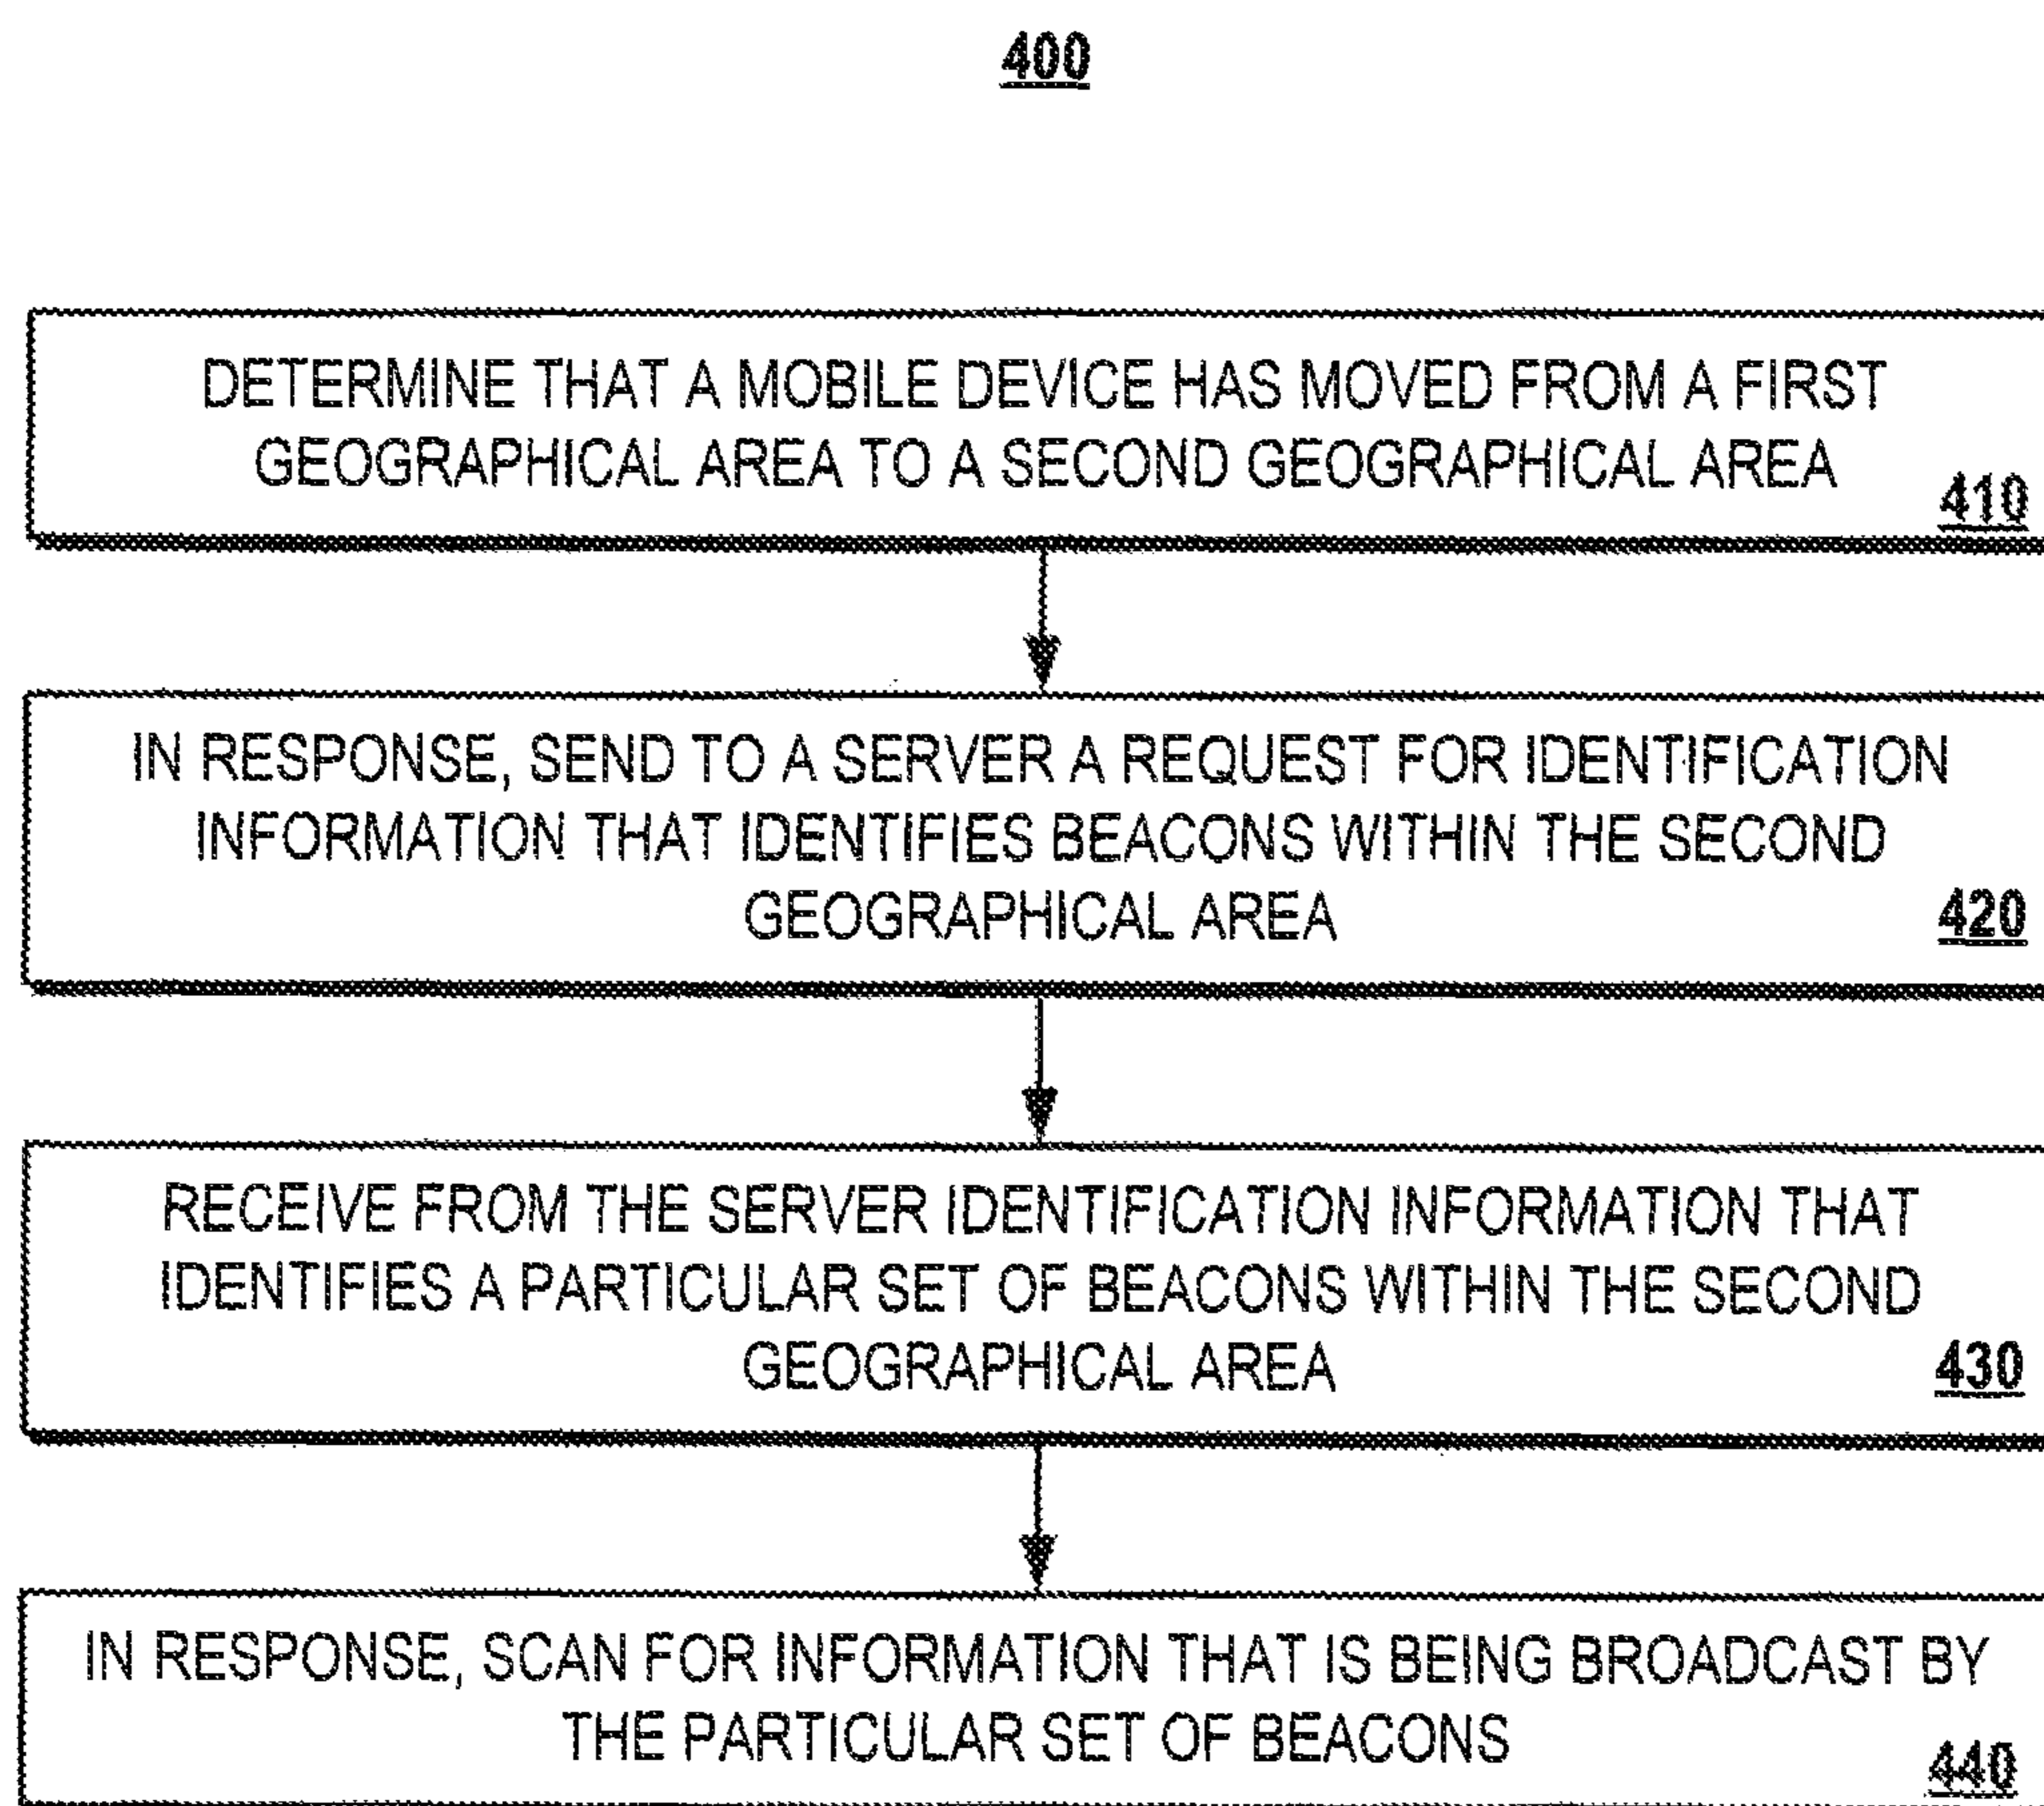 400
DETERMINE THAT A MOBILE DEVICE HAS MOVED FROM A FIRST
GEOGRAPHICAL AREA TO A SECOND GEOGRAPHICAL AREA
410
IN RESPONSE, SEND TO A SERVER A REQUEST FOR IDENTIFICATION
INFORMATION THAT IDENTIFIES BEACONS WITHIN THE SECOND
GEOGRAPHICAL AREA
420
RECEIVE FROM THE SERVER IDENTIFICATION INFORMATION THAT
IDENTIFIES A PARTICULAR SET OF BEACONS WITHIN THE SECOND
GEOGRAPHICAL AREA
430
IN RESPONSE, SCAN FOR INFORMATION THAT IS BEING BROADCAST BY
THE PARTICULAR SET OF BEACONS
440